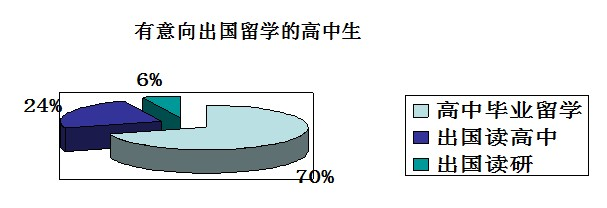 有意向出国留学的高中生
6%
24%
70%
高中毕业留学
出国读高中
出国读研